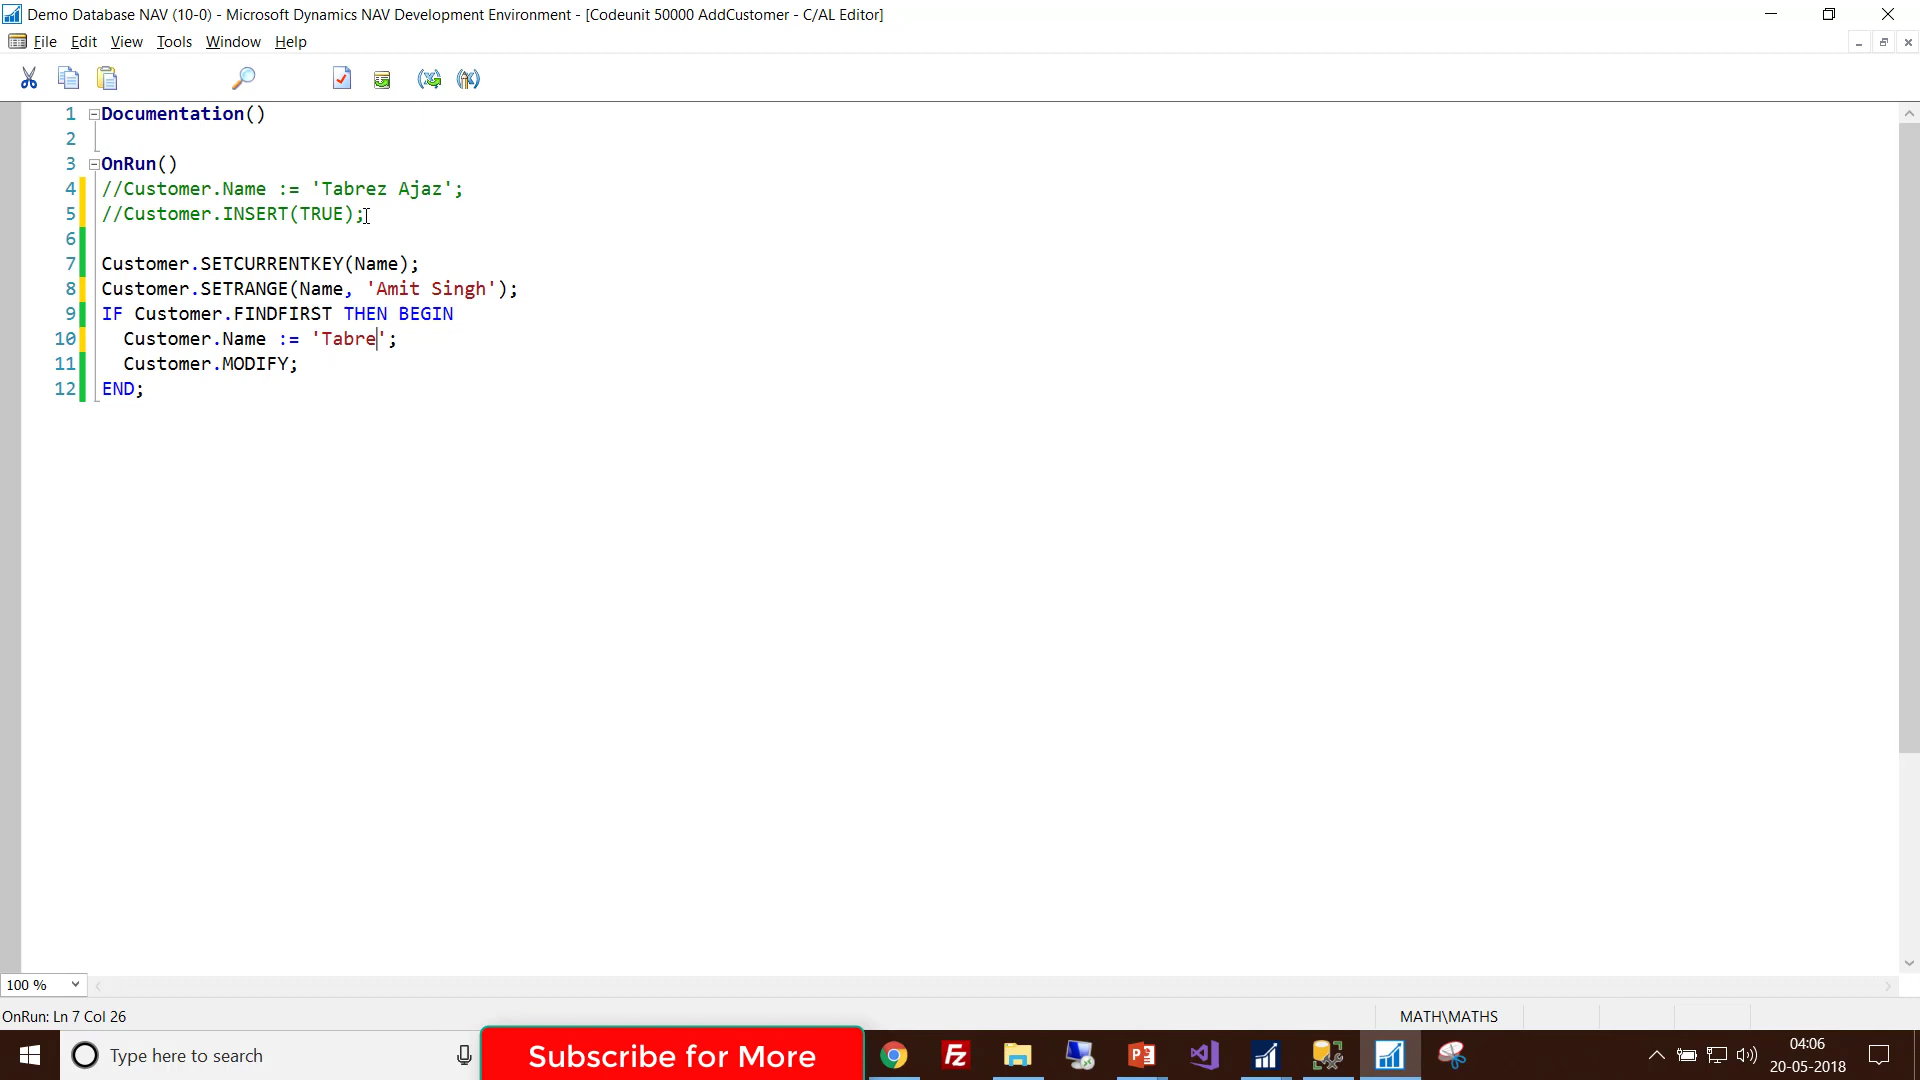 Demo Database NAV (10-0) - Microsoft Dynamics NAV Development Environment - [Codeunit 50000 AddCustomer - C/AL Editor]
File Edit View Tools Window Help
1 Documentation()
2
3 OnRun()
4 //Customer.Name := 'Tabrez Ajaz';
5 //Customer.INSERT(TRUE);
6
7 Customer.SETCURRENTKEY(Name);
8 Customer.SETRANGE(Name, 'Amit Singh');
9 IF Customer.FINDFIRST THEN BEGIN
10 Customer.Name := 'Tabre';
11 Customer.MODIFY;
12 END;
100 %
OnRun: Ln 7 Col 26 MATH\MATHS
Type here to search
Subscribe for More
04:06
20-05-2018